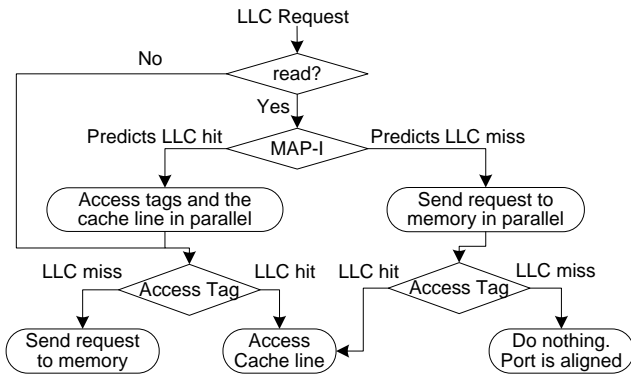 LLC Request
No
read?
Yes
Predicts LLC hit
MAP-I
Predicts LLC miss
Access tags and the
cache line in parallel
Send request to
memory in parallel
LLC miss
Access Tag
LLC hit
LLC hit
Access Tag
LLC miss
Send request
to memory
Access
Cache line
Do nothing.
Port is aligned